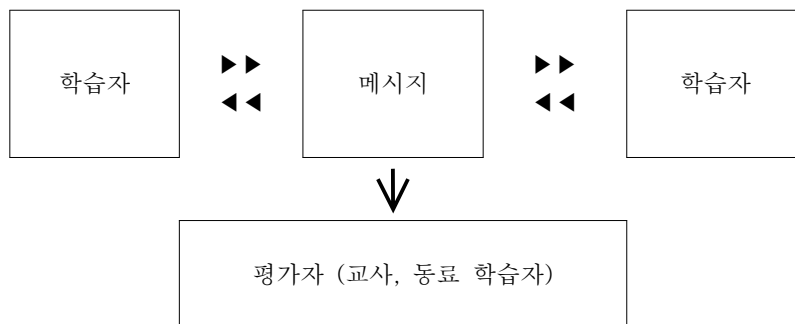 학습자 ▶▶ ◀◀ 메시지 ▶▶ ◀◀ 학습자
평가자 (교사, 동료 학습자)